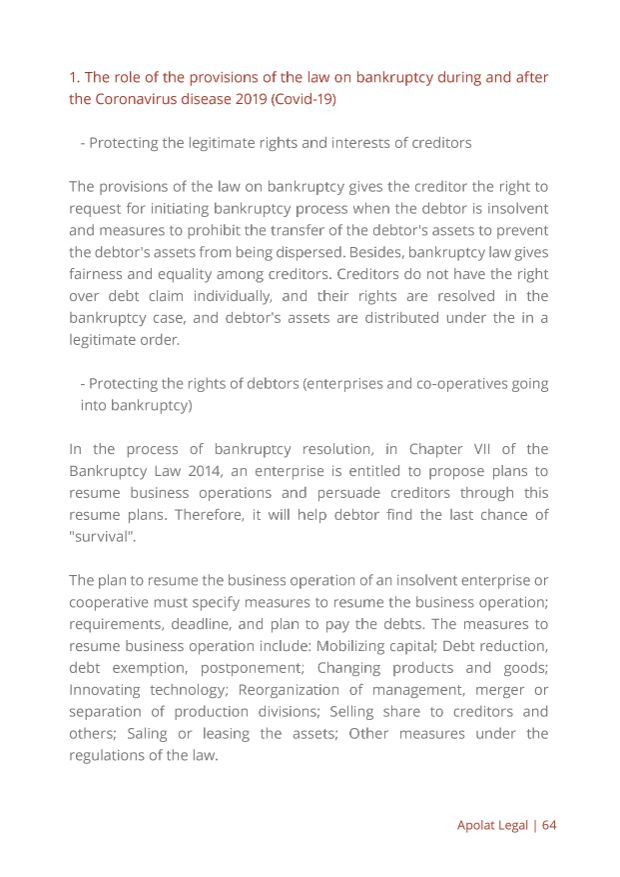 1. The role of the provisions of the law on bankruptcy during and after
the Coronavirus disease 2019 (Covid-19)
- Protecting the legitimate rights and interests of creditors
The provisions of the law on bankruptcy gives the creditor the right to
request for initiating bankruptcy process when the debtor is insolvent
and measures to prohibit the transfer of the debtor's assets to prevent
the debtor's assets from being dispersed. Besides, bankruptcy law gives
fairness and equality among creditors. Creditors do not have the right
over debt claim individually, and their rights are resolved in the
bankruptcy case, and debtor's assets are distributed under the in a
legitimate order.
- Protecting the rights of debtors (enterprises and co-operatives going
into bankruptcy)
In the process of bankruptcy resolution, in Chapter VII of the
Bankruptcy Law 2014, an enterprise is entitled to propose plans to
resume business operations and persuade creditors through this
resume plans. Therefore, it will help debtor find the last chance of
"survival".
The plan to resume the business operation of an insolvent enterprise or
cooperative must specify measures to resume the business operation;
requirements, deadline, and plan to pay the debts. The measures to
resume business operation include: Mobilizing capital; Debt reduction,
debt exemption, postponement; Changing products and goods;
Innovating technology; Reorganization of management, merger or
separation of production divisions; Selling share to creditors and
others; Saling or leasing the assets; Other measures under the
regulations of the law.
Apolat Legal | 64